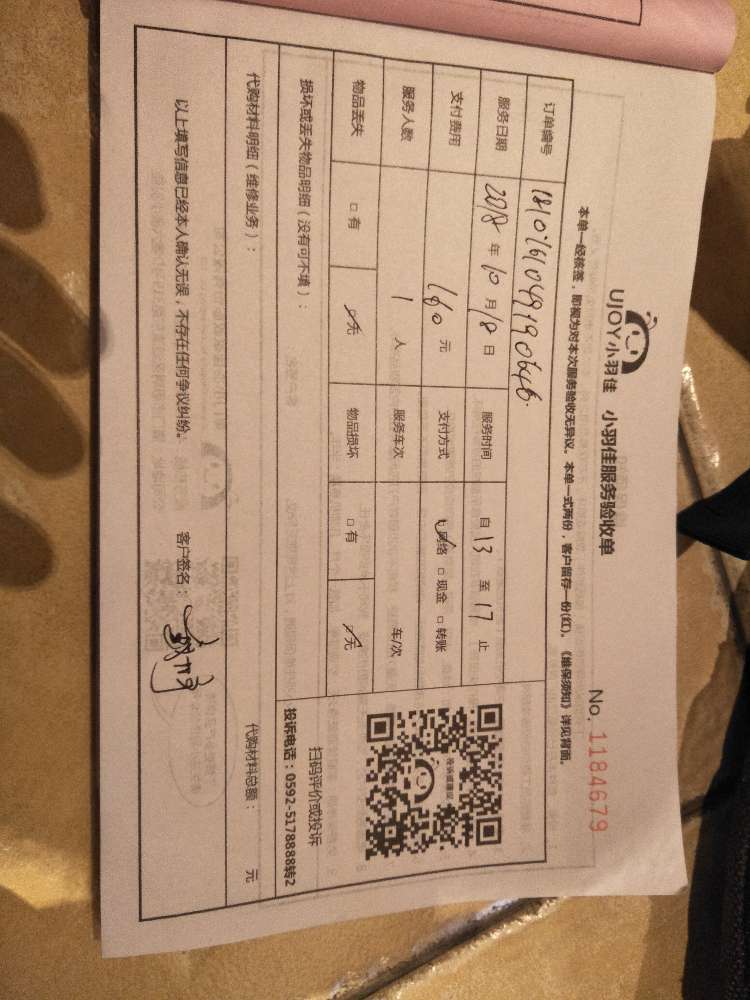 UJOY小羽佳
小羽佳服务验收单
No. 1184679
本单一经核签，即视为对本次服务验收无异议。本单一式两份，客户留存一份(红)。《维保须知》详见背面。
订单编号
服务日期 2018 年 10 月 18 日 服务时间 自 13 至 17 止
支付费用 160 元 支付方式 ☑网络 □现金 □转账
服务人数 1 人 服务车次 车/次
物品丢失 □有 ☑无 物品损坏 □有 ☑无
投诉或建议
扫码评价或投诉
投诉电话：0592-5178888转2
损坏或丢失物品明细（没有可不填）：
代购材料明细（维修业务）： 代购材料总额： 元
以上填写信息已经本人确认无误，不存在任何争议纠纷。 客户签名：